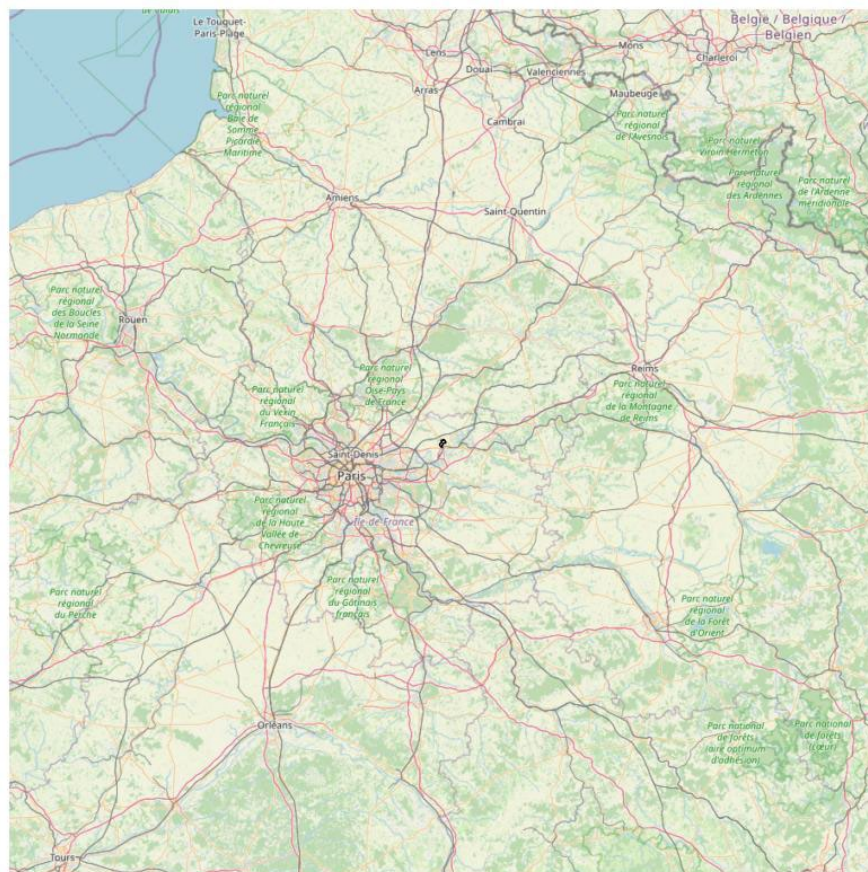 de Palais
Le Touquet-
Paris-Plage
België / Belgique /
Belgien
Lens
Mons
Charleroi
Douai
Valenciennes
Arras
Maubeuge
Parc naturel
régional
Baie de
Somme
Picardie
Maritime
Cambrai
Parc naturel
régional
de l'Avesnois
Parc naturel
Viroin-Hermeton
Parc naturel
régional
des Ardennes
Parc naturel
de l'Ardenne
méridionale
Amiens
Saint-Quentin
Parc naturel
régional
des Boucles
de la Seine
Normande
Rouen
Parc naturel
régional
Oise-Pays
de France
Reims
Parc naturel
régional
du Vexin
Français
Parc naturel
régional
de la Montagne
de Reims
Saint-Denis
Paris
Parc naturel
régional
de la Haute
Vallée de
Chevreuse
Île-de-France
Parc naturel
régional
du Perche
Parc naturel
régional
du Gâtinais
français
Parc naturel
régional
de la Forêt
d'Orient
Orléans
Parc national
de forêts
(aire optimum
d'adhésion)
Parc national
de forêts
(cœur)
Tours